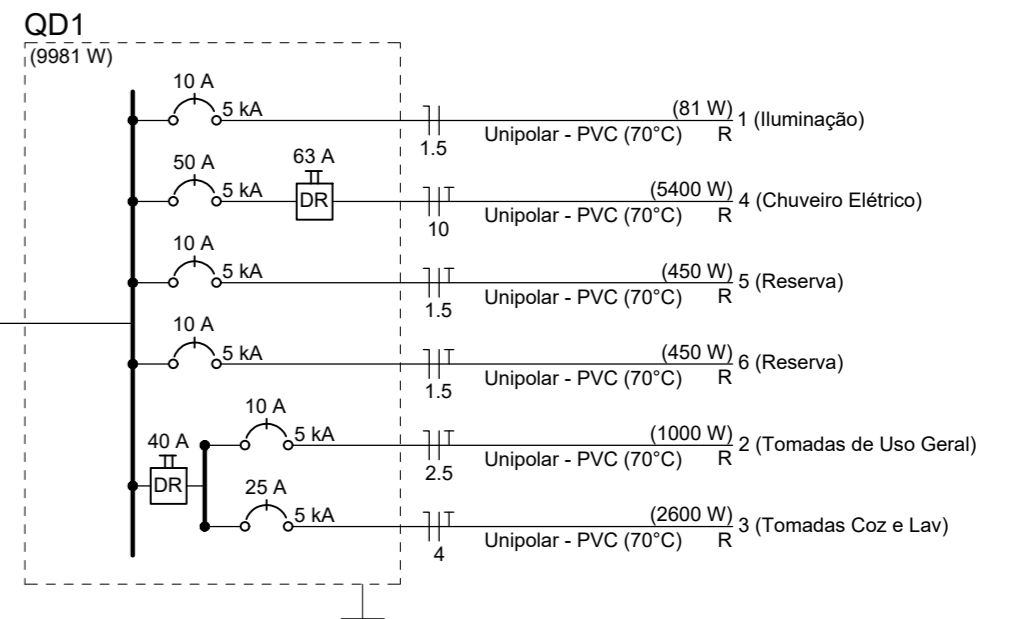 QD1
(9981 W)
10 A
5 kA
(81 W)
1 (Iluminação)
1.5
Unipolar - PVC (70°C)
R
50 A
5 kA
63 A
DR
(5400 W)
4 (Chuveiro Elétrico)
10
Unipolar - PVC (70°C)
R
10 A
5 kA
(450 W)
5 (Reserva)
1.5
Unipolar - PVC (70°C)
R
10 A
5 kA
(450 W)
6 (Reserva)
1.5
Unipolar - PVC (70°C)
R
40 A
DR
10 A
5 kA
(1000 W)
2 (Tomadas de Uso Geral)
2.5
Unipolar - PVC (70°C)
R
25 A
5 kA
(2600 W)
3 (Tomadas Coz e Lav)
4
Unipolar - PVC (70°C)
R